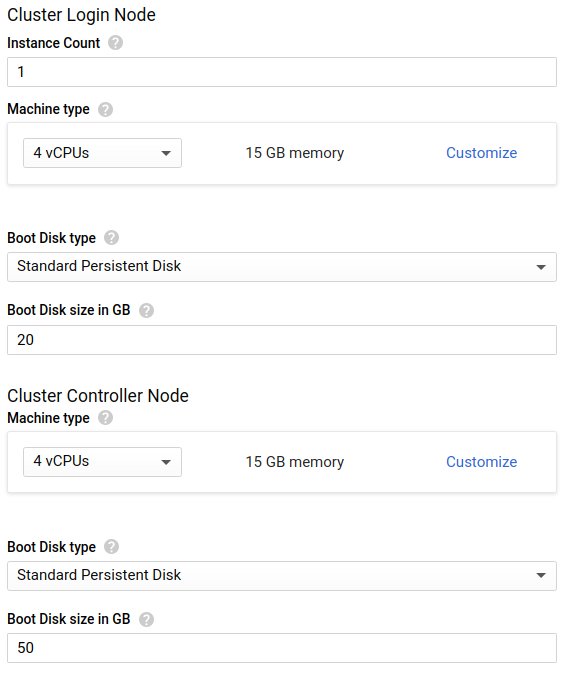 Cluster Login Node
Instance Count ?
1
Machine type ?
4 vCPUs 15 GB memory Customize
Boot Disk type ?
Standard Persistent Disk
Boot Disk size in GB ?
20
Cluster Controller Node
Machine type ?
4 vCPUs 15 GB memory Customize
Boot Disk type ?
Standard Persistent Disk
Boot Disk size in GB ?
50